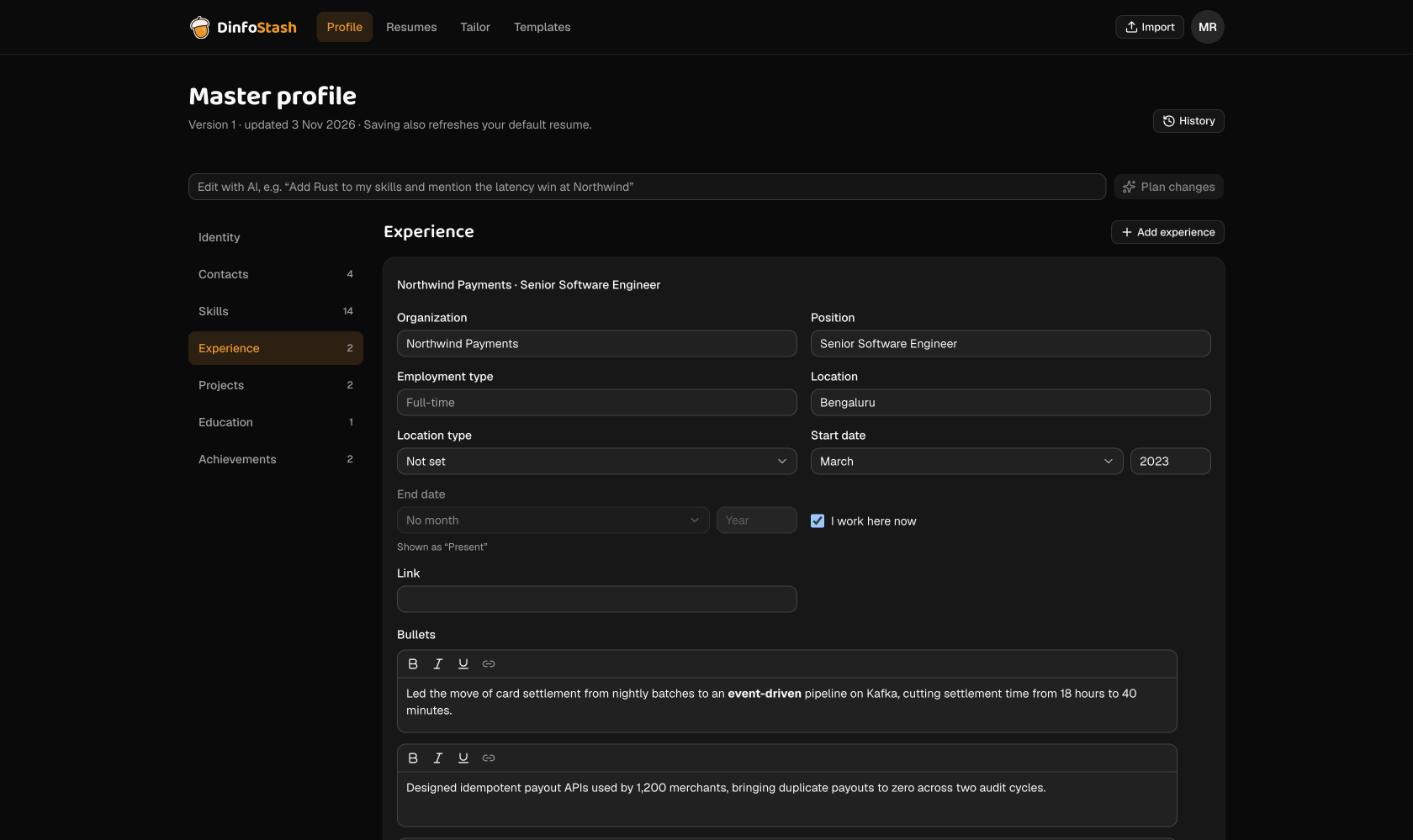 DinfoStash
Profile
Resumes
Tailor
Templates
Import
MR
Master profile
Version 1 · updated 3 Nov 2026 · Saving also refreshes your default resume.
History
Edit with AI, e.g. “Add Rust to my skills and mention the latency win at Northwind”
Plan changes
Identity
Contacts 4
Skills 14
Experience 2
Projects 2
Education 1
Achievements 2
Experience
Add experience
Northwind Payments · Senior Software Engineer
Organization
Northwind Payments
Position
Senior Software Engineer
Employment type
Full-time
Location
Bengaluru
Location type
Not set
Start date
March
2023
End date
No month
Year
I work here now
Shown as “Present”
Link
Bullets
B I U
Led the move of card settlement from nightly batches to an event-driven pipeline on Kafka, cutting settlement time from 18 hours to 40
minutes.
B I U
Designed idempotent payout APIs used by 1,200 merchants, bringing duplicate payouts to zero across two audit cycles.